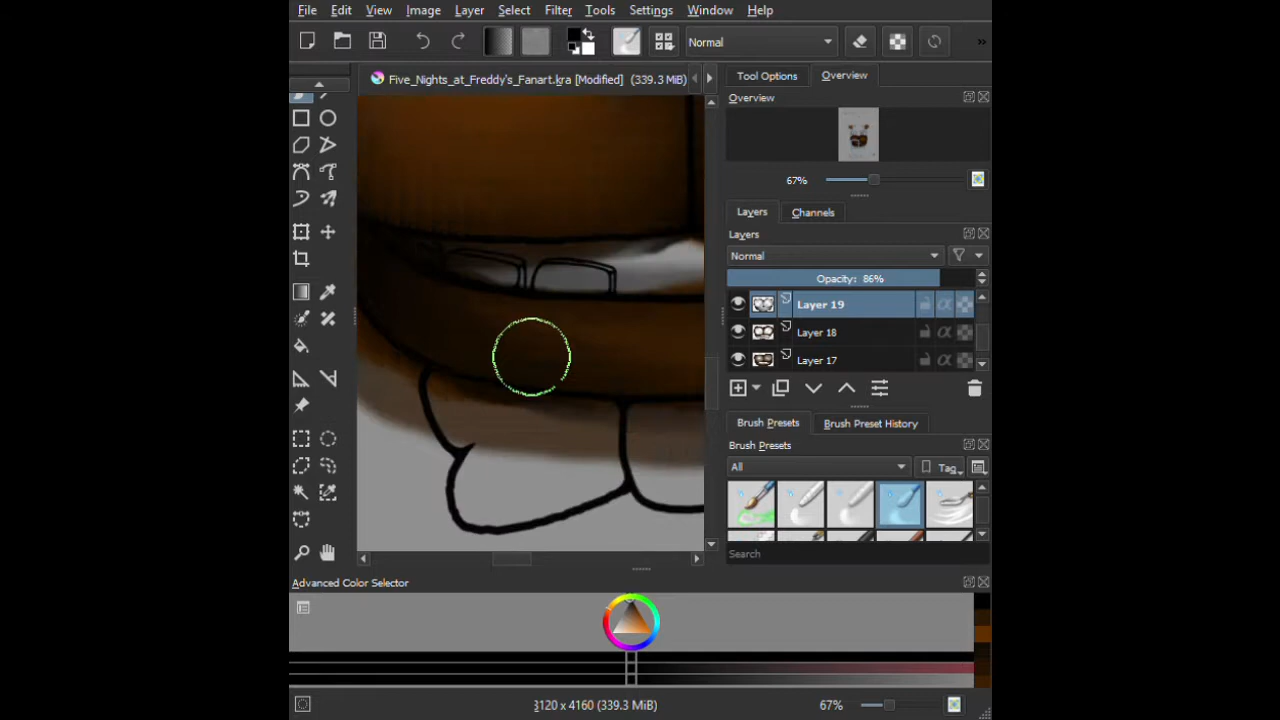 File Edit View Image Layer Select Filter Tools Settings Window Help
Normal
Five_Nights_at_Freddy's_Fanart.kra [Modified] (339.3 MiB)
Tool Options Overview
Overview
67%
Layers Channels
Layers
Normal
Opacity: 86%
Layer 19
Layer 18
Layer 17
Brush Presets Brush Preset History
Brush Presets
All Tag
Search
Advanced Color Selector
3120 x 4160 (339.3 MiB) 67%